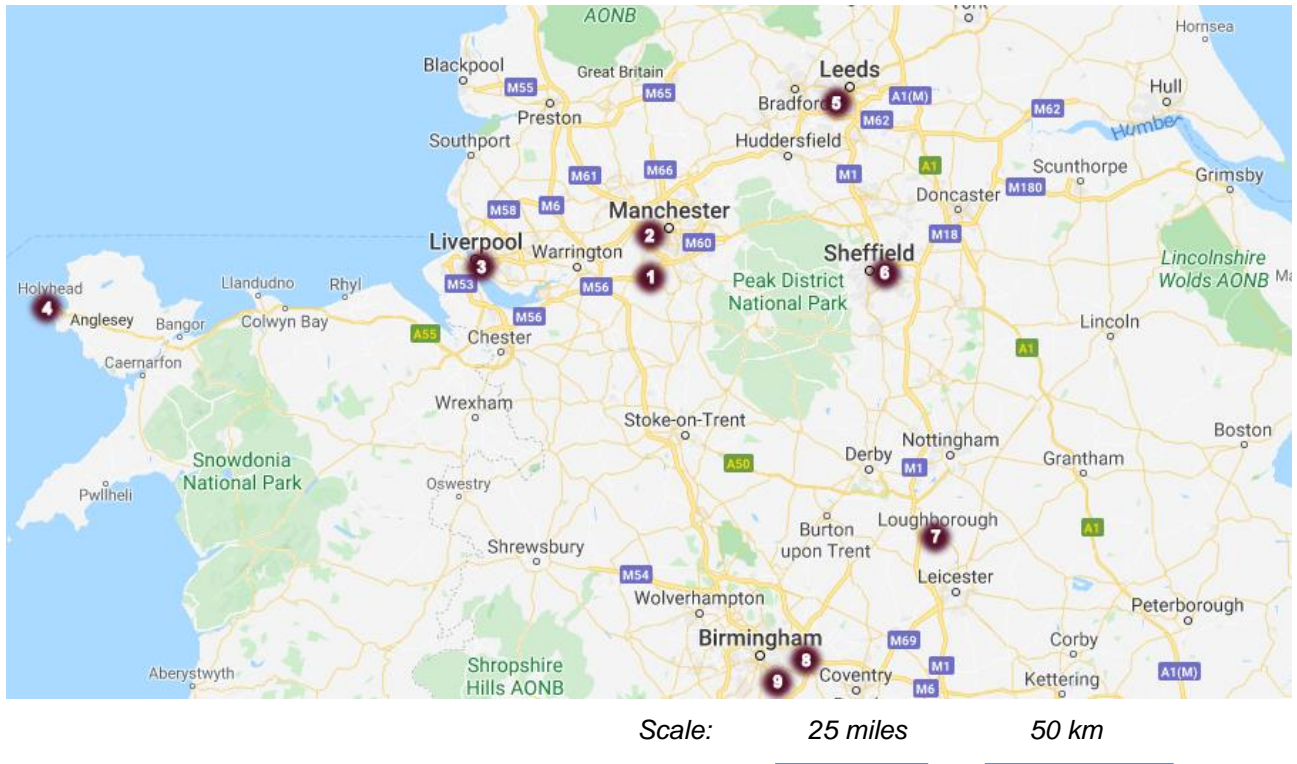 AONB
York
Hornsea
Blackpool
M55
Great Britain
M65
Leeds
Preston
Bradford
5
A1(M)
M62
M62
Hull
Southport
Huddersfield
Humber
M61
M66
M1
A1
Scunthorpe
M180
Grimsby
M58
M6
Manchester
Doncaster
2
M60
M18
Liverpool
3
Warrington
M53
M56
1
Peak District
National Park
Sheffield
6
Lincolnshire
Wolds AONB
Ma
Holyhead
4
Anglesey
Llandudno
Rhyl
Bangor
Colwyn Bay
M56
Lincoln
A55
Chester
A1
Caernarfon
Wrexham
Stoke-on-Trent
Boston
Snowdonia
National Park
A50
Derby
M1
Nottingham
Grantham
Pwllheli
Oswestry
Burton
upon Trent
Loughborough
7
A1
Shrewsbury
M54
Leicester
Wolverhampton
Peterborough
Birmingham
M69
Corby
Aberystwyth
Shropshire
Hills AONB
8
9
Coventry
M1
M6
Kettering
A1(M)
Scale: 25 miles 50 km